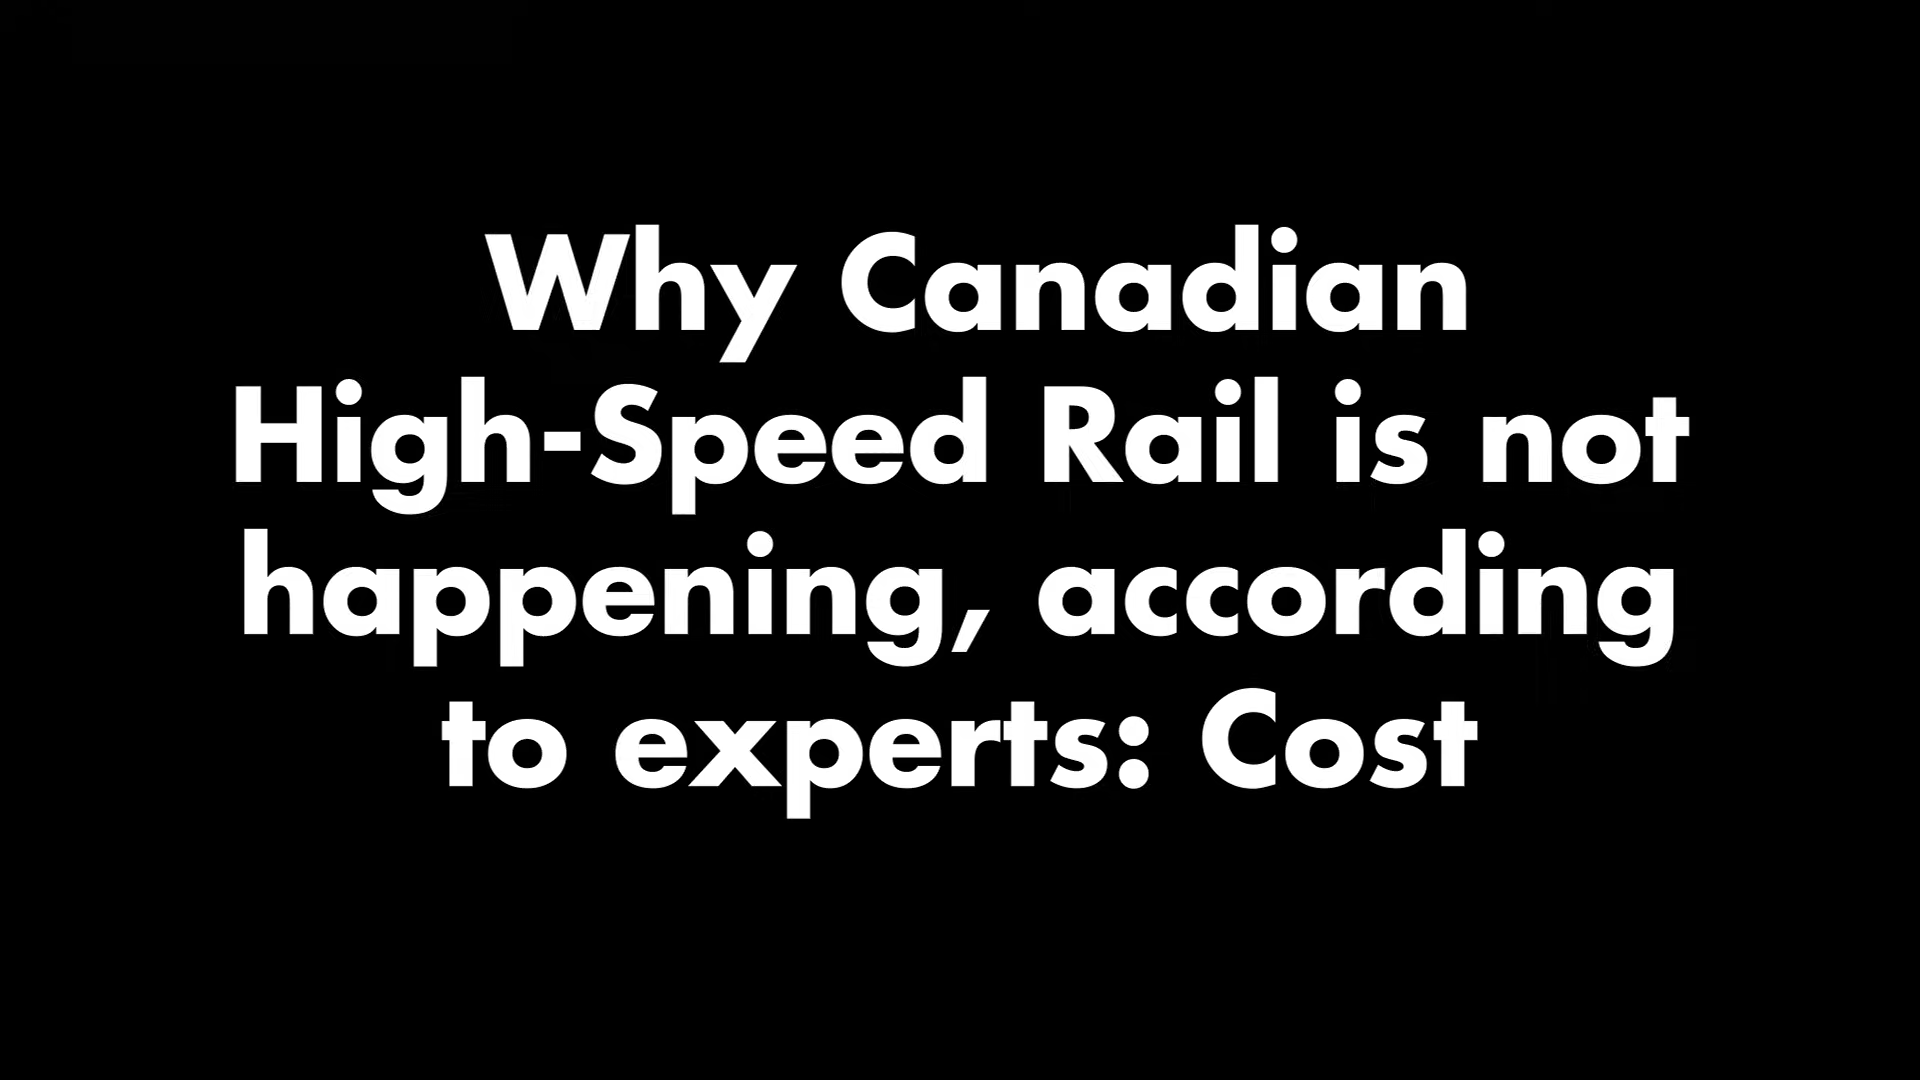 Why Canadian
High-Speed Rail is not
happening, according
to experts: Cost